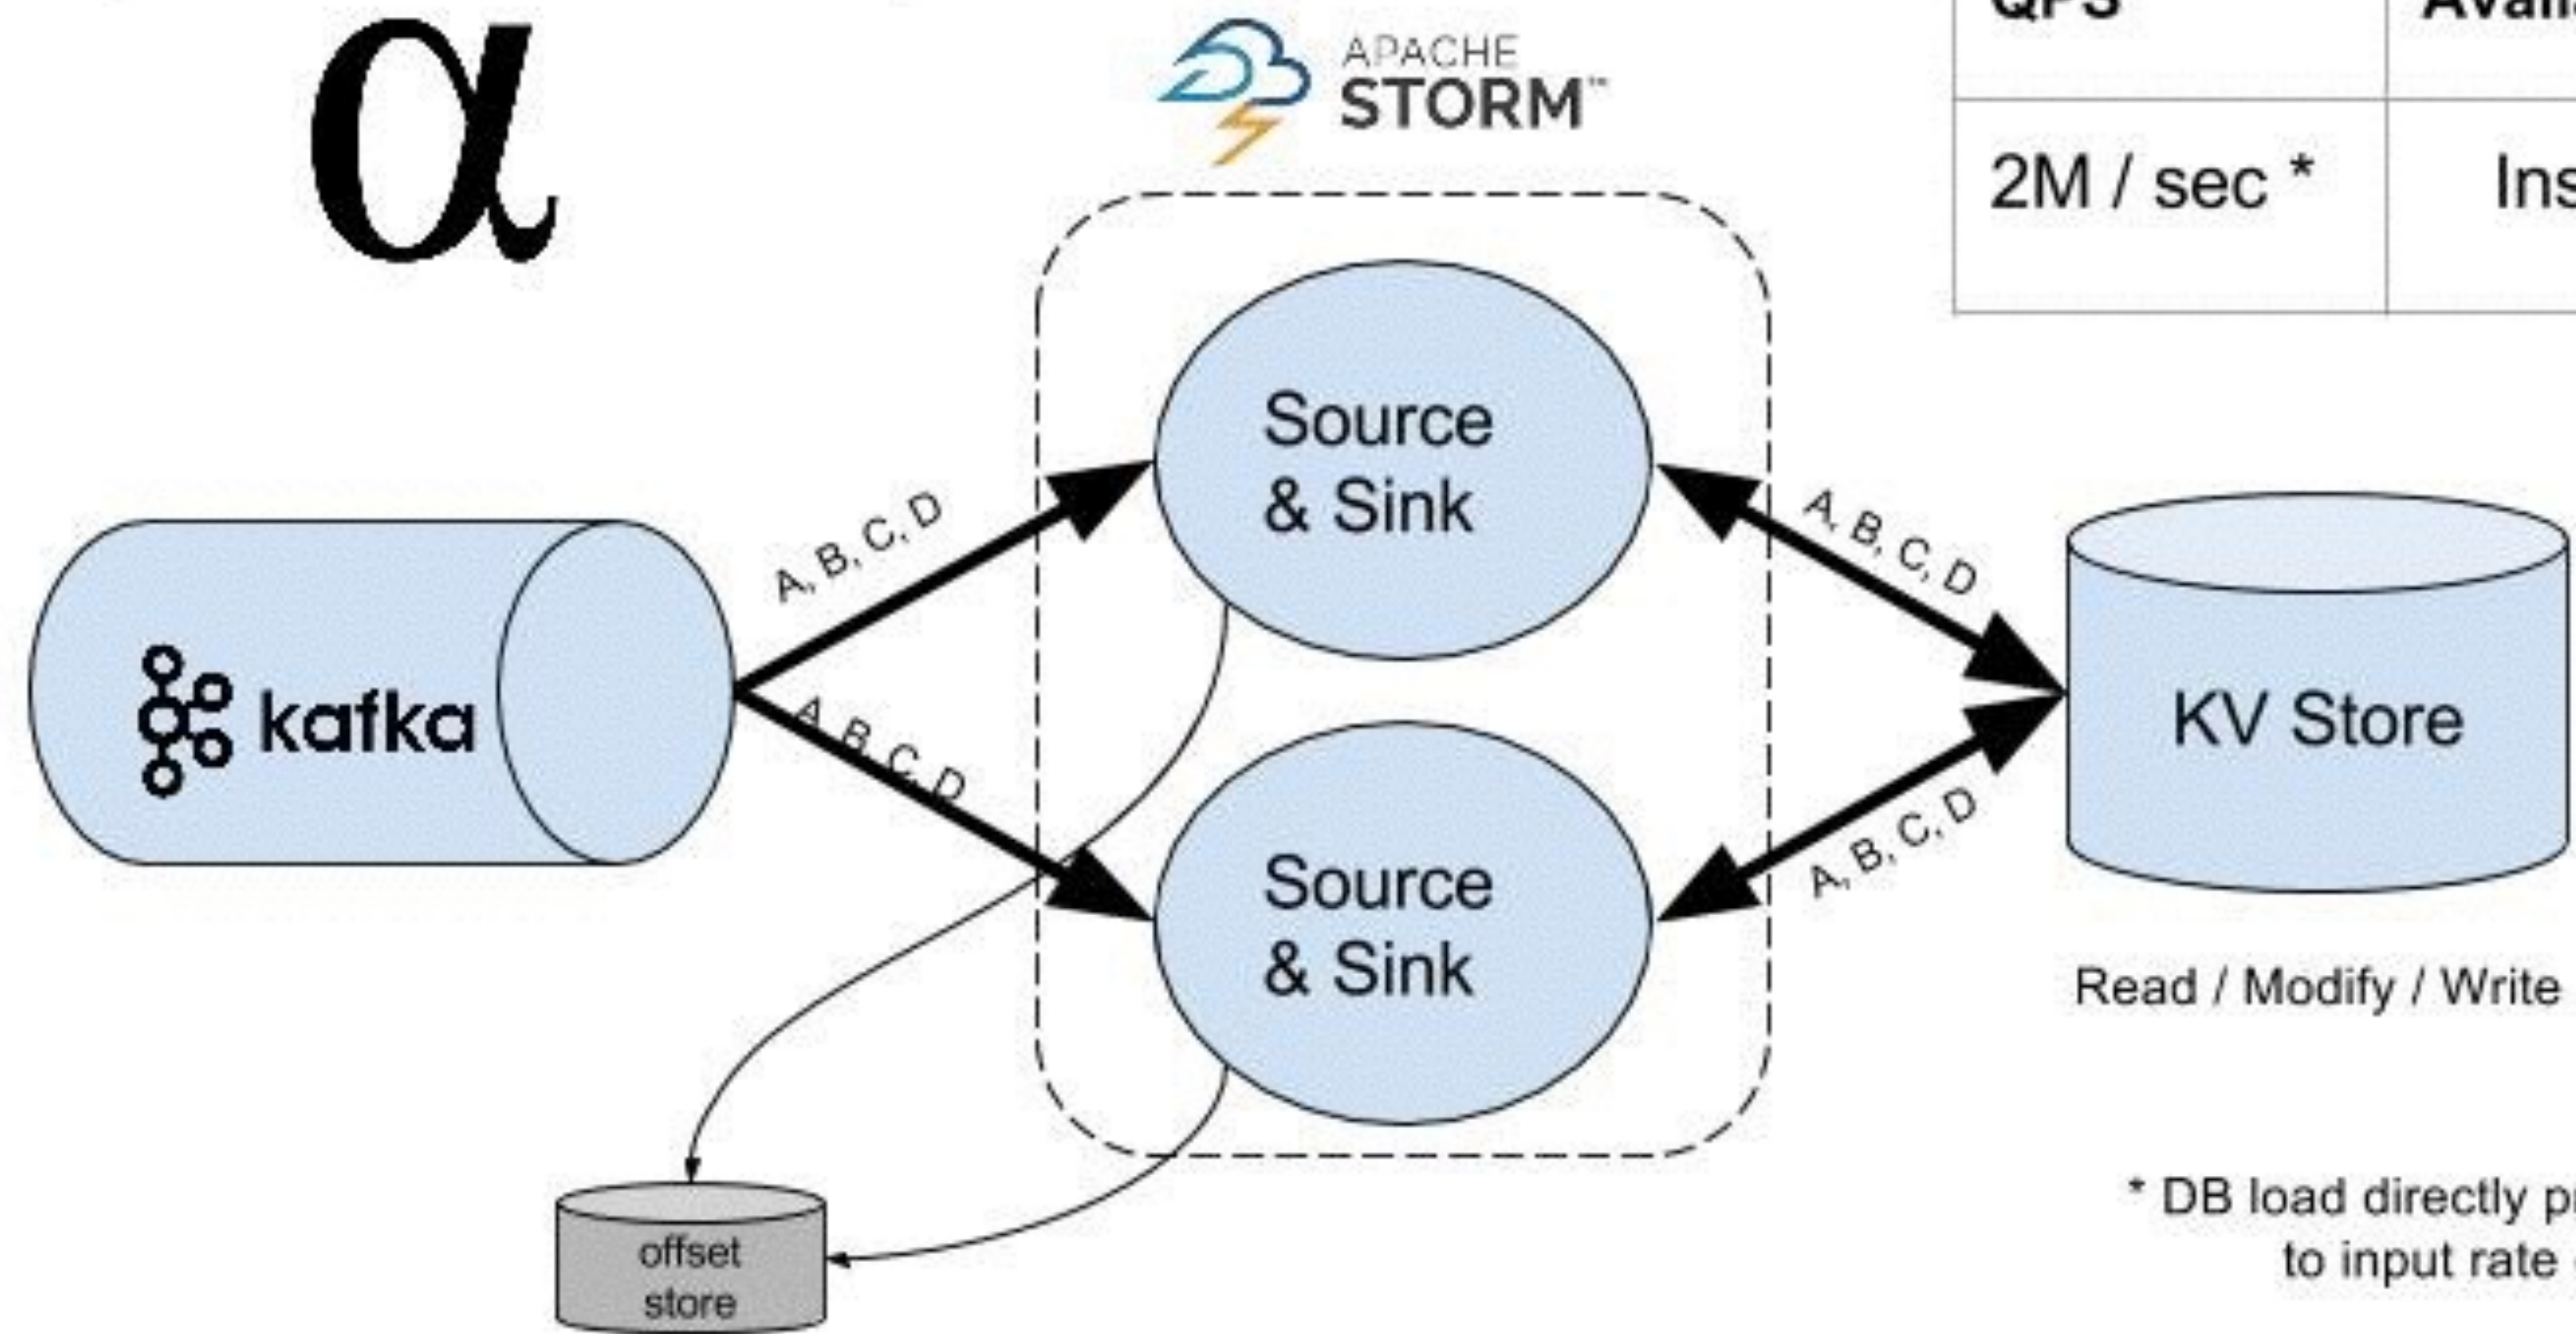 α
APACHE
STORM™
QPS
2M / sec *
Source
& Sink
A, B, C, D
A, B, C, D
kafka
A, B, C, D
KV Store
Source
& Sink
A, B, C, D
Read / Modify / Write
* DB load directly
to input rate
offset
store